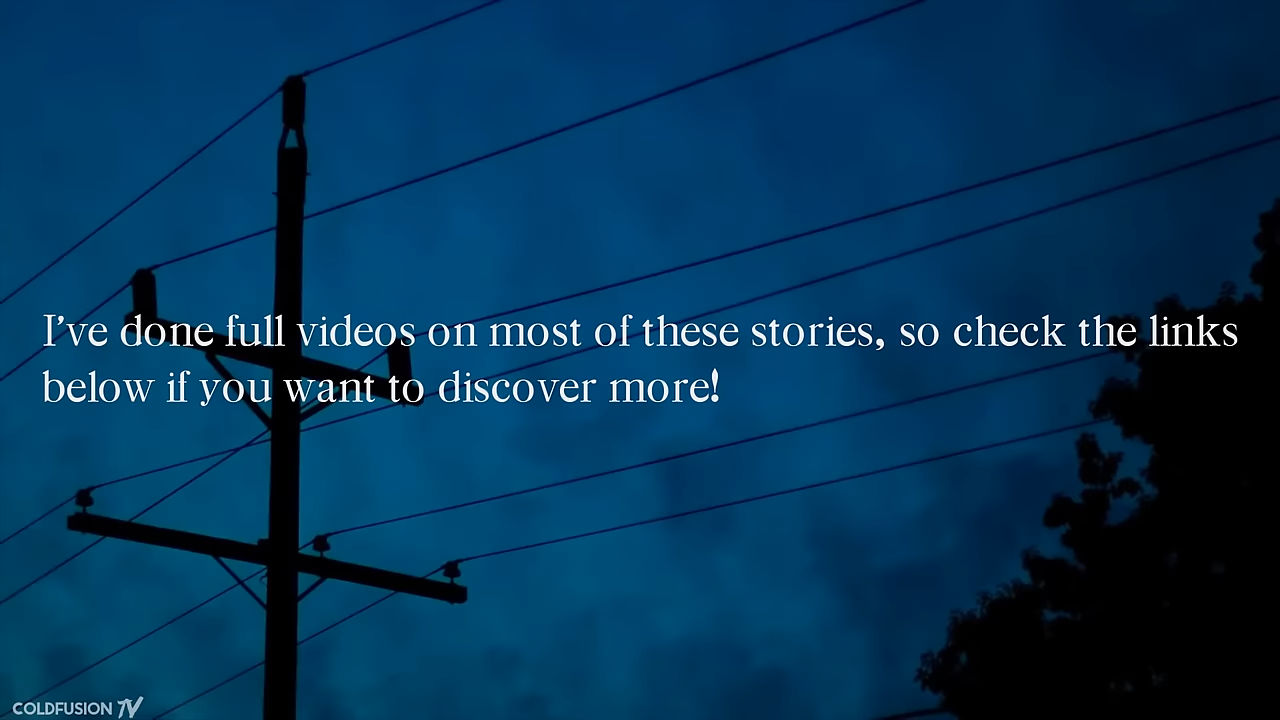 I've done full videos on most of these stories, so check the links
below if you want to discover more!
COLDFUSION TV